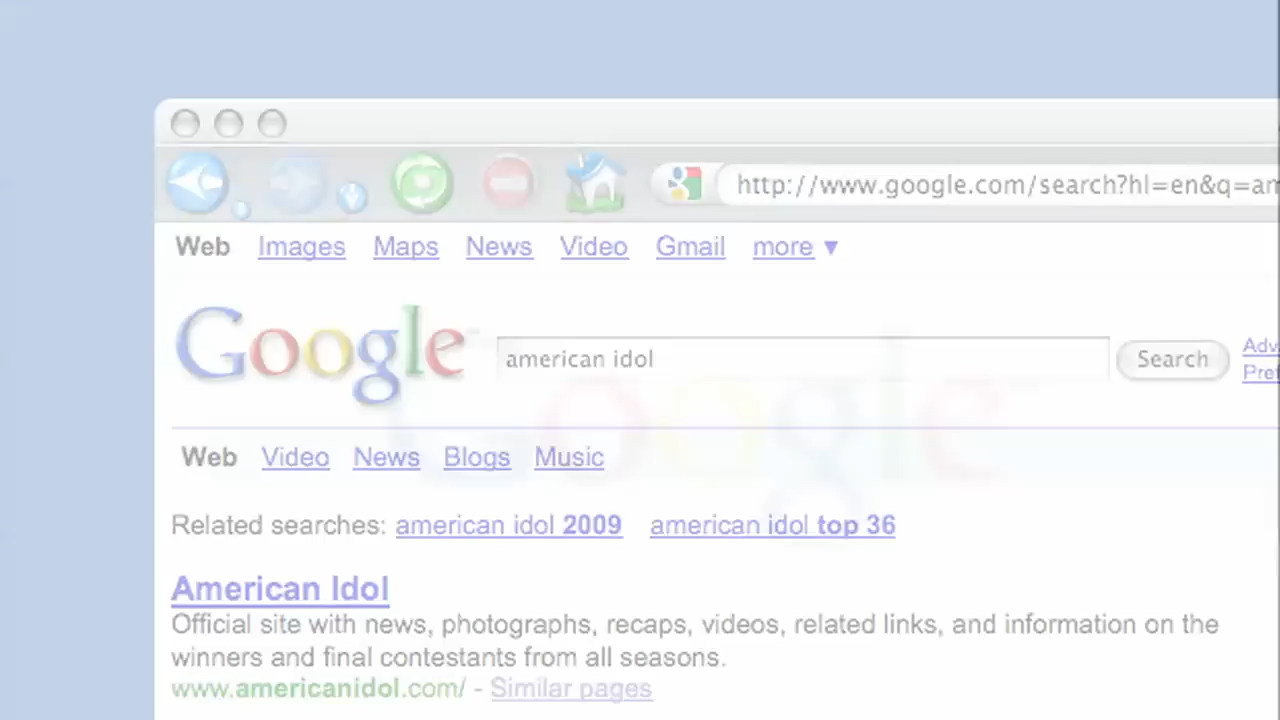 http://www.google.com/search?hl=en&q=am
Web Images Maps News Video Gmail more ▼
Google
american idol Search
Web Video News Blogs Music
Related searches: american idol 2009 american idol top 36
American Idol
Official site with news, photographs, recaps, videos, related links, and information on the
winners and final contestants from all seasons.
www.americanidol.com/ - Similar pages
Google